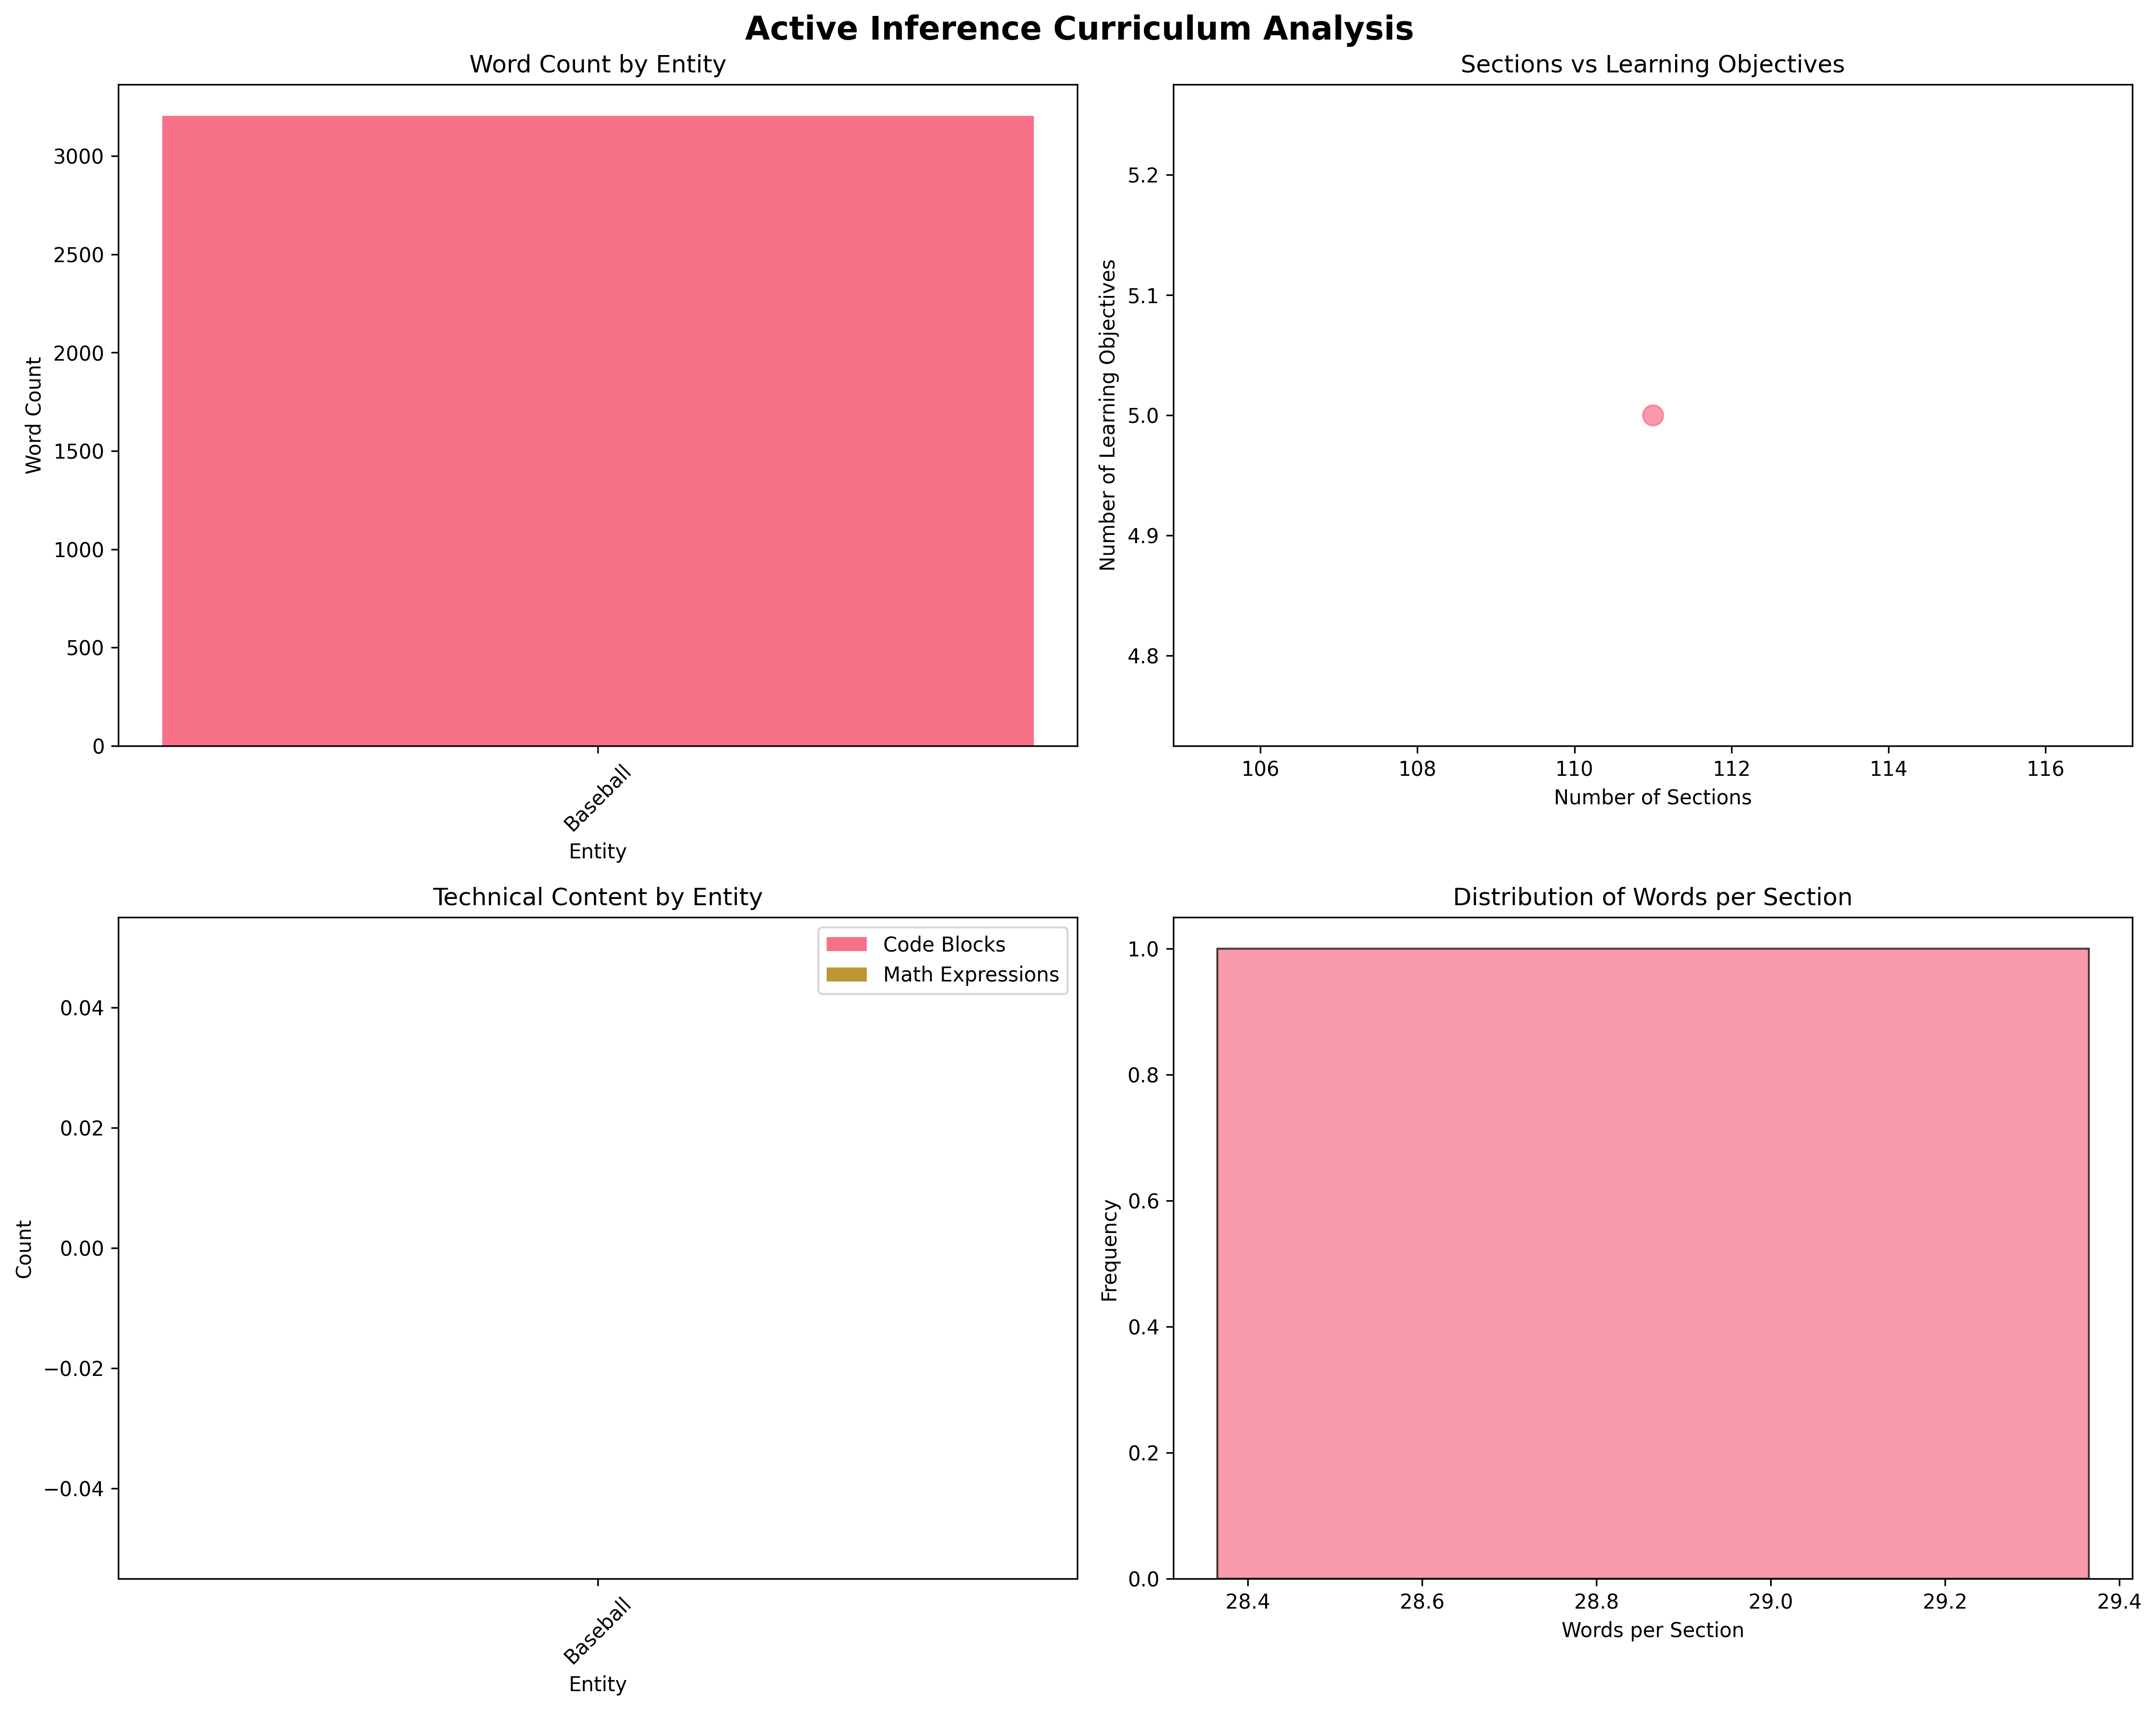 Active Inference Curriculum Analysis
Word Count by Entity
3000
2500
2000
1500
1000
500
0
Word Count
Baseball
Entity
Sections vs Learning Objectives
5.2
5.1
5.0
4.9
4.8
Number of Learning Objectives
106 108 110 112 114 116
Number of Sections
Technical Content by Entity
Code Blocks
Math Expressions
0.04
0.02
0.00
−0.02
−0.04
Count
Baseball
Entity
Distribution of Words per Section
1.0
0.8
0.6
0.4
0.2
0.0
Frequency
28.4 28.6 28.8 29.0 29.2 29.4
Words per Section